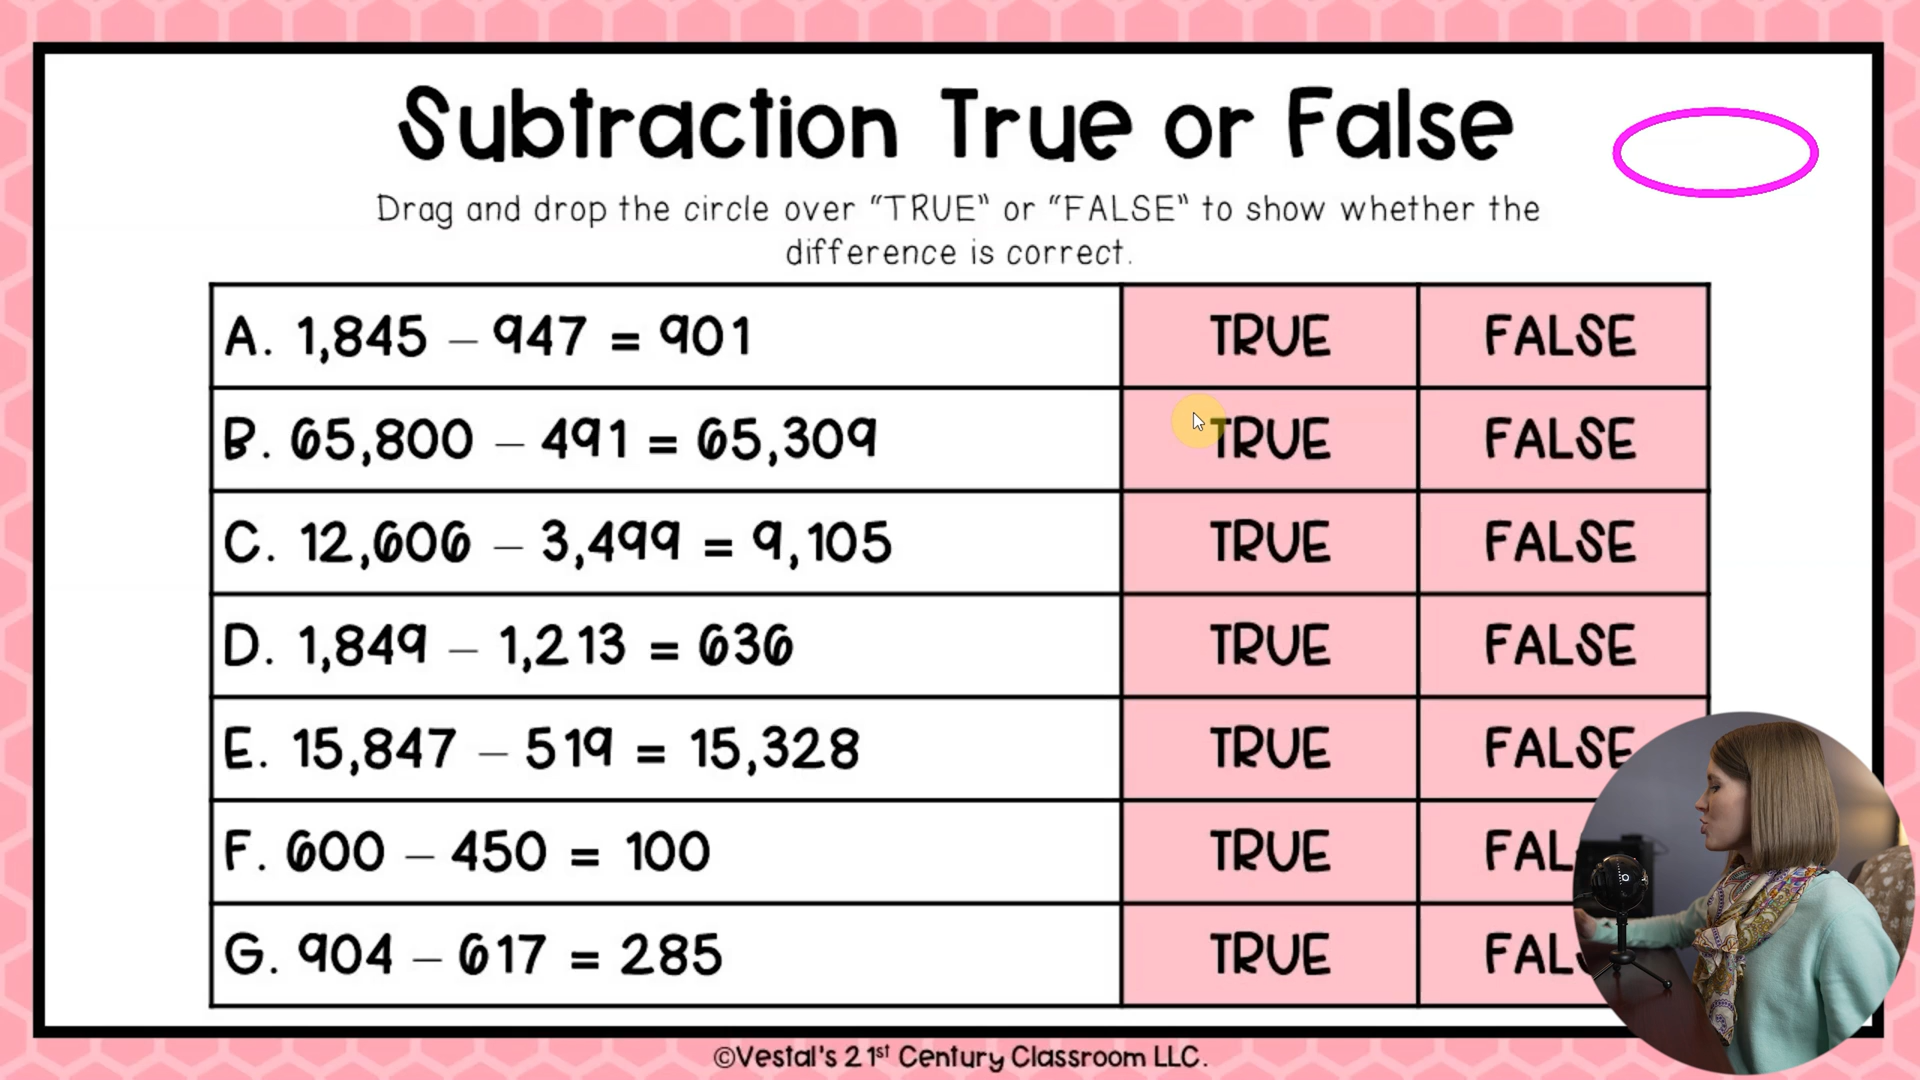 Subtraction True or False
Drag and drop the circle over “TRUE” or “FALSE” to show whether the
difference is correct.
A. 1,845 – 947 = 901 TRUE FALSE
B. 65,800 – 491 = 65,309 TRUE FALSE
C. 12,606 – 3,499 = 9,105 TRUE FALSE
D. 1,849 – 1,213 = 636 TRUE FALSE
E. 15,847 – 519 = 15,328 TRUE FALSE
F. 600 – 450 = 100 TRUE FAL
G. 904 – 617 = 285 TRUE FAL
©Vestal's 21st Century Classroom LLC.